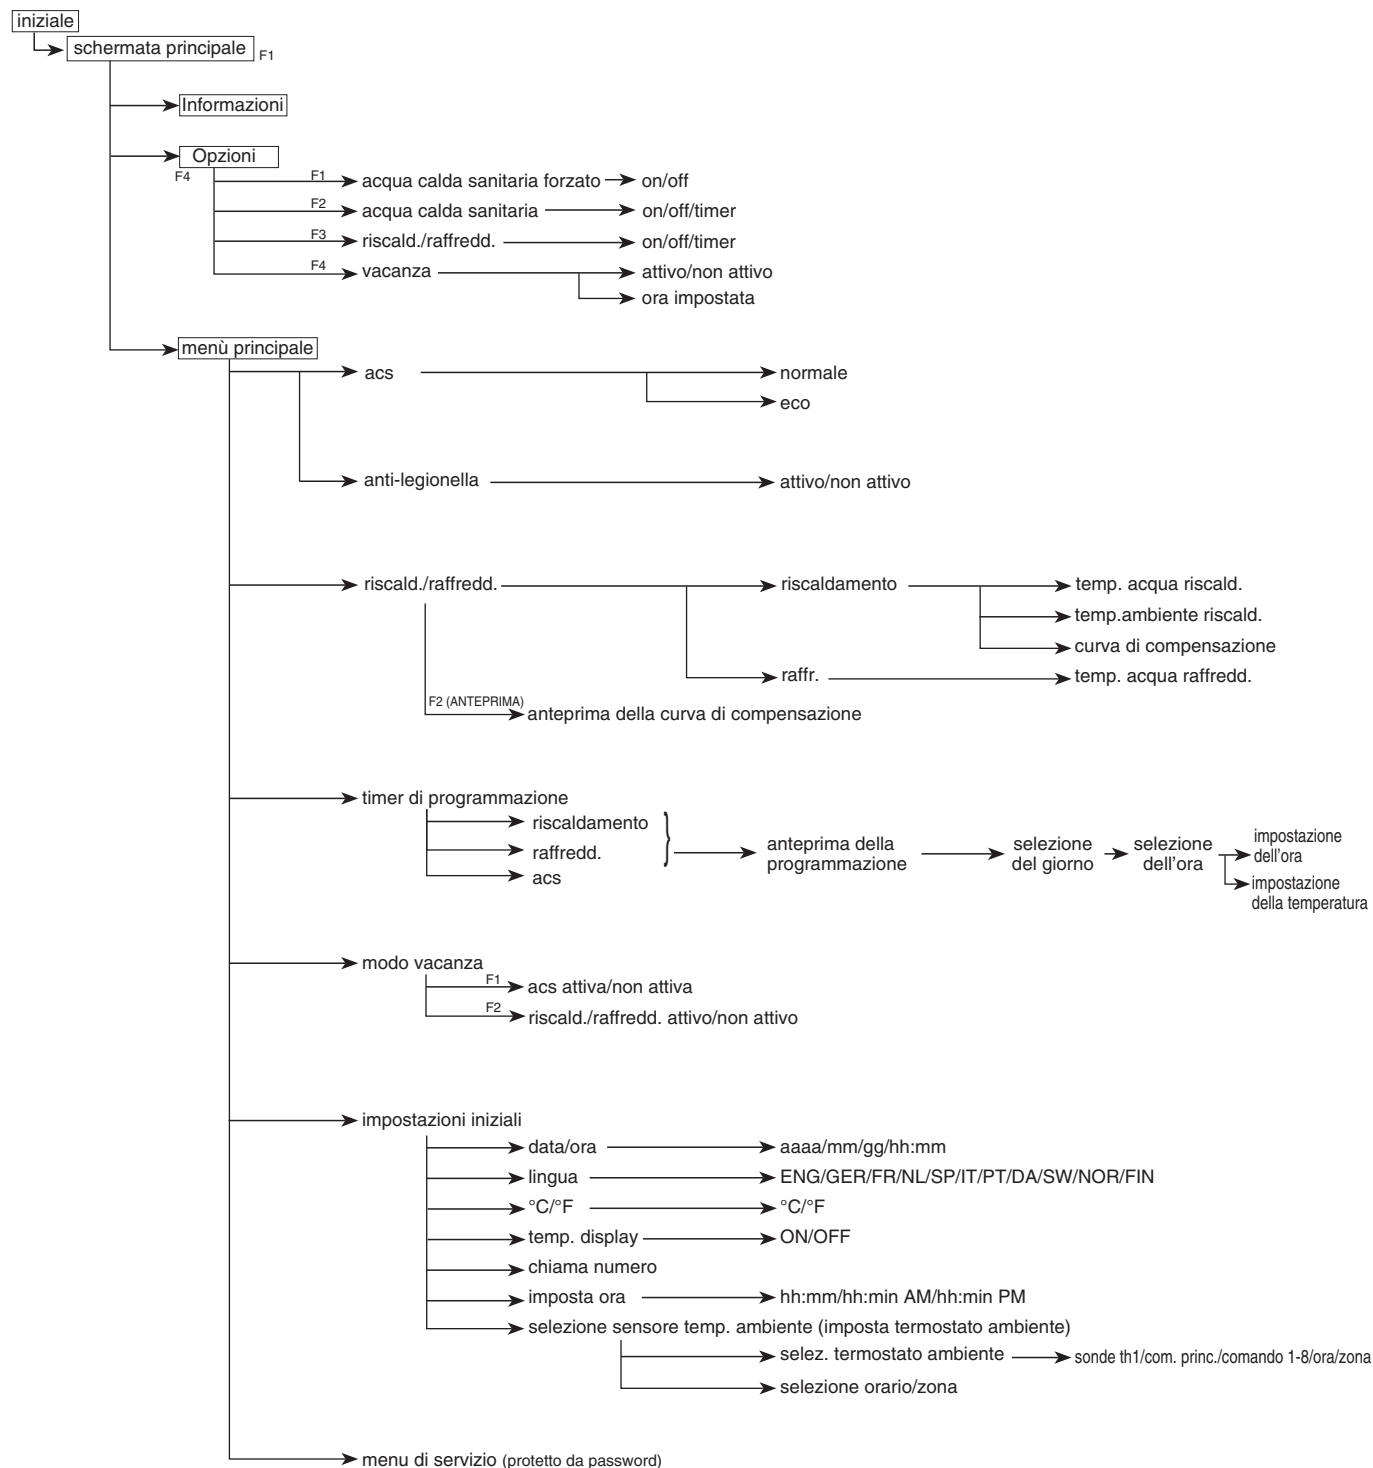 iniziale
schermata principale F1
Informazioni
Opzioni
F4
F1 acqua calda sanitaria forzato on/off
F2 acqua calda sanitaria on/off/timer
F3 riscald./raffredd. on/off/timer
F4 vacanza attivo/non attivo
ora impostata
menù principale
acs normale
eco
anti-legionella attivo/non attivo
riscald./raffredd. riscaldamento temp. acqua riscald.
temp.ambiente riscald.
curva di compensazione
raffr. temp. acqua raffredd.
F2 (ANTEPRIMA)
anteprima della curva di compensazione
timer di programmazione
riscaldamento
raffredd.
acs
anteprima della
programmazione
selezione
del giorno
selezione
dell'ora
impostazione
dell'ora
impostazione
della temperatura
modo vacanza
F1 acs attiva/non attiva
F2 riscald./raffredd. attivo/non attivo
impostazioni iniziali
data/ora aaaa/mm/gg/hh:mm
lingua ENG/GER/FR/NL/SP/IT/PT/DA/SW/NOR/FIN
°C/°F °C/°F
temp. display ON/OFF
chiama numero
imposta ora hh:mm/hh:min AM/hh:min PM
selezione sensore temp. ambiente (imposta termostato ambiente)
selez. termostato ambiente sonde th1/com. princ./comando 1-8/ora/zona
selezione orario/zona
menu di servizio (protetto da password)